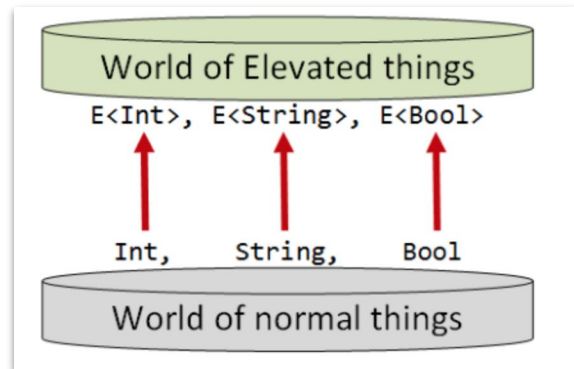 World of Elevated things
E<Int>, E<String>, E<Bool>
Int, String, Bool
World of normal things